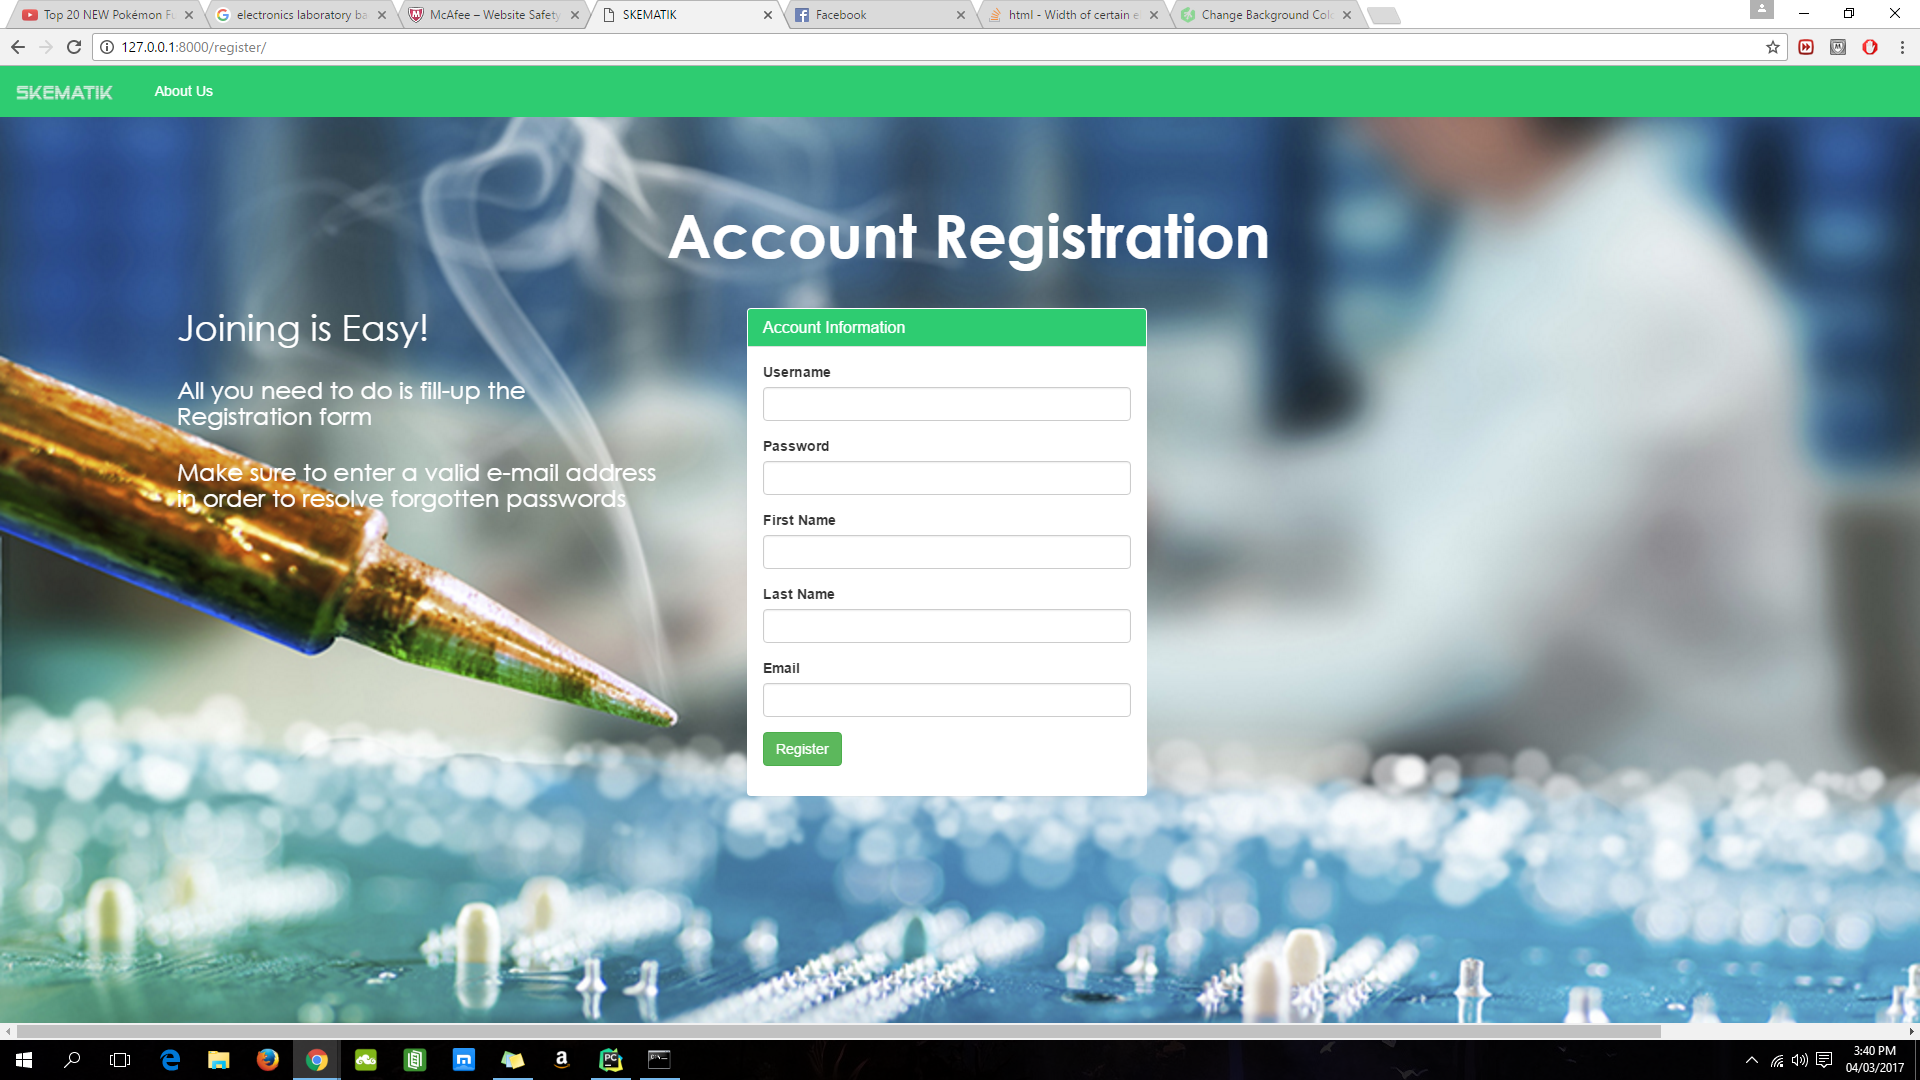 Top 20 NEW Pokémon Fu
electronics laboratory ba
McAfee – Website Safety
SKEMATIK
Facebook
html - Width of certain e
Change Background Colo
127.0.0.1:8000/register/
SKEMATIK
About Us
Account Registration
Joining is Easy!
All you need to do is fill-up the
Registration form
Make sure to enter a valid e-mail address
in order to resolve forgotten passwords
Account Information
Username
Password
First Name
Last Name
Email
Register
3:40 PM
04/03/2017